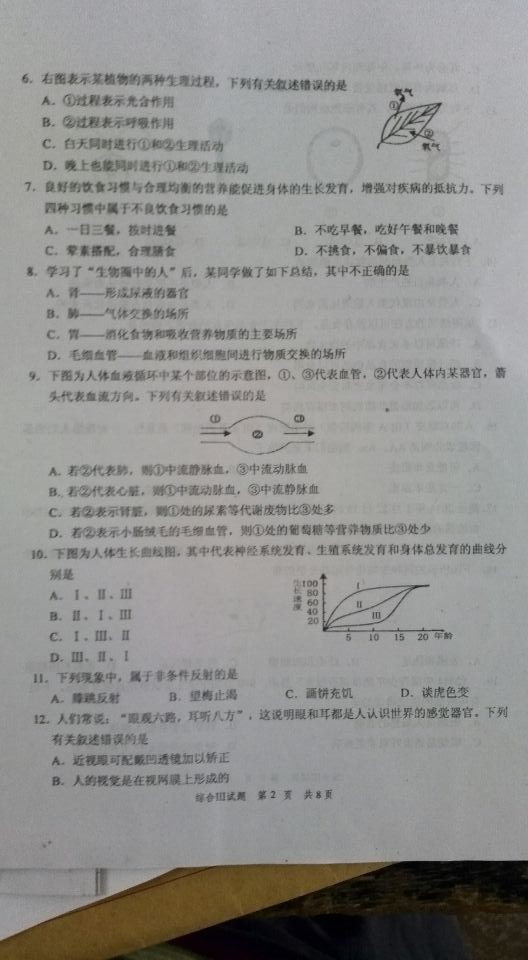 6. 右图表示某植物的两种生理过程，下列有关叙述错误的是
A. ①过程表示光合作用
B. ②过程表示呼吸作用
C. 白天同时进行①和②生理活动
D. 晚上也能同时进行①和②生理活动
氧气
①
②
氧气
7. 良好的饮食习惯与合理均衡的营养能促进身体的生长发育，增强对疾病的抵抗力。下列
四种习惯中属于不良饮食习惯的是
A. 一日三餐，按时进餐 B. 不吃早餐，吃好午餐和晚餐
C. 荤素搭配，合理膳食 D. 不挑食，不偏食，不暴饮暴食
8. 学习了“生物圈中的人”后，某同学做了如下总结，其中不正确的是
A. 肾——形成尿液的器官
B. 肺——气体交换的场所
C. 胃——消化食物和吸收营养物质的主要场所
D. 毛细血管——血液和组织细胞间进行物质交换的场所
9. 下图为人体血液循环中某个部位的示意图，①、③代表血管，②代表人体内某器官，箭
头代表血流方向。下列有关叙述错误的是
① ② ③
A. 若②代表肺，则①中流静脉血，③中流动脉血
B. 若②代表心脏，则①中流动脉血，③中流静脉血
C. 若②表示肾脏，则①处的尿素等代谢废物比③处多
D. 若②表示小肠绒毛的毛细血管，则①处的葡萄糖等营养物质比③处少
10. 下图为人体生长曲线图，其中代表神经系统发育、生殖系统发育和身体总发育的曲线分
别是
A. Ⅰ、Ⅱ、Ⅲ
B. Ⅱ、Ⅰ、Ⅲ
C. Ⅰ、Ⅲ、Ⅱ
D. Ⅲ、Ⅱ、Ⅰ
生长速度
100
80
60
40
20
Ⅰ
Ⅱ
Ⅲ
5 10 15 20 年龄
11. 下列现象中，属于非条件反射的是
A. 膝跳反射 B. 望梅止渴 C. 画饼充饥 D. 谈虎色变
12. 人们常说：“眼观六路，耳听八方”，这说明眼和耳都是人认识世界的感觉器官。下列
有关叙述错误的是
A. 近视眼可配戴凹透镜加以矫正
B. 人的视觉是在视网膜上形成的
综合Ⅲ试题 第 2 页 共 8 页